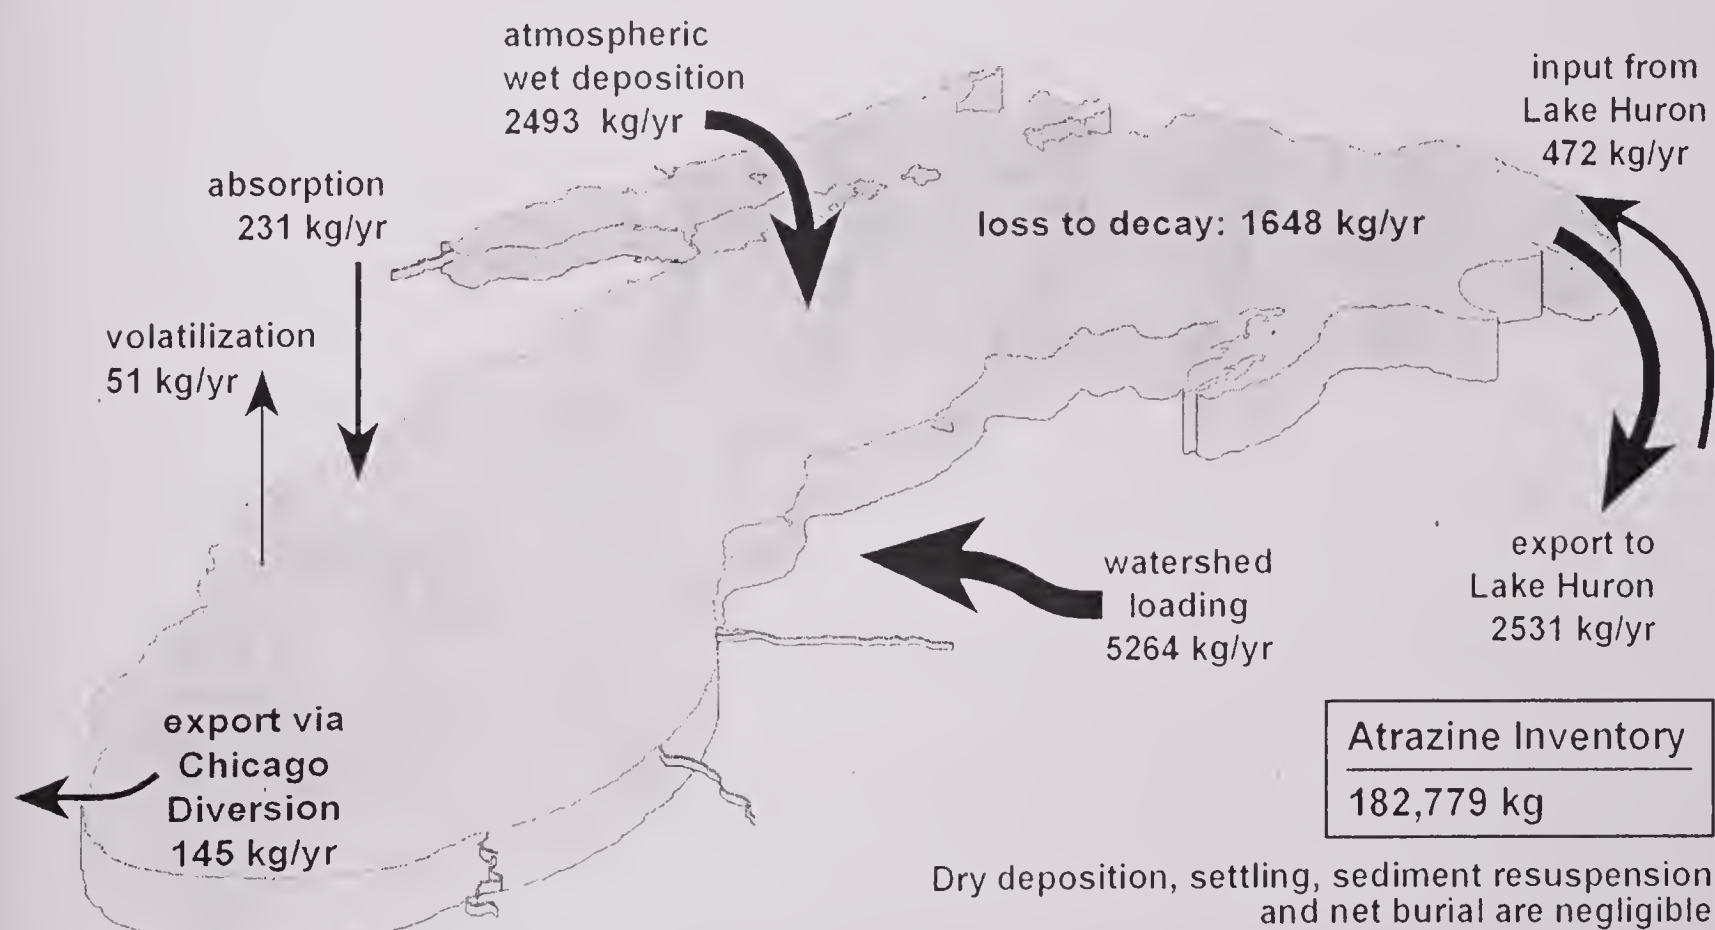 atmospheric
wet deposition
2493 kg/yr
input from
Lake Huron
472 kg/yr
absorption
231 kg/yr
loss to decay: 1648 kg/yr
volatilization
51 kg/yr
watershed
loading
5264 kg/yr
export to
Lake Huron
2531 kg/yr
export via
Chicago
Diversion
145 kg/yr
Atrazine Inventory
182,779 kg
Dry deposition, settling, sediment resuspension
and net burial are negligible